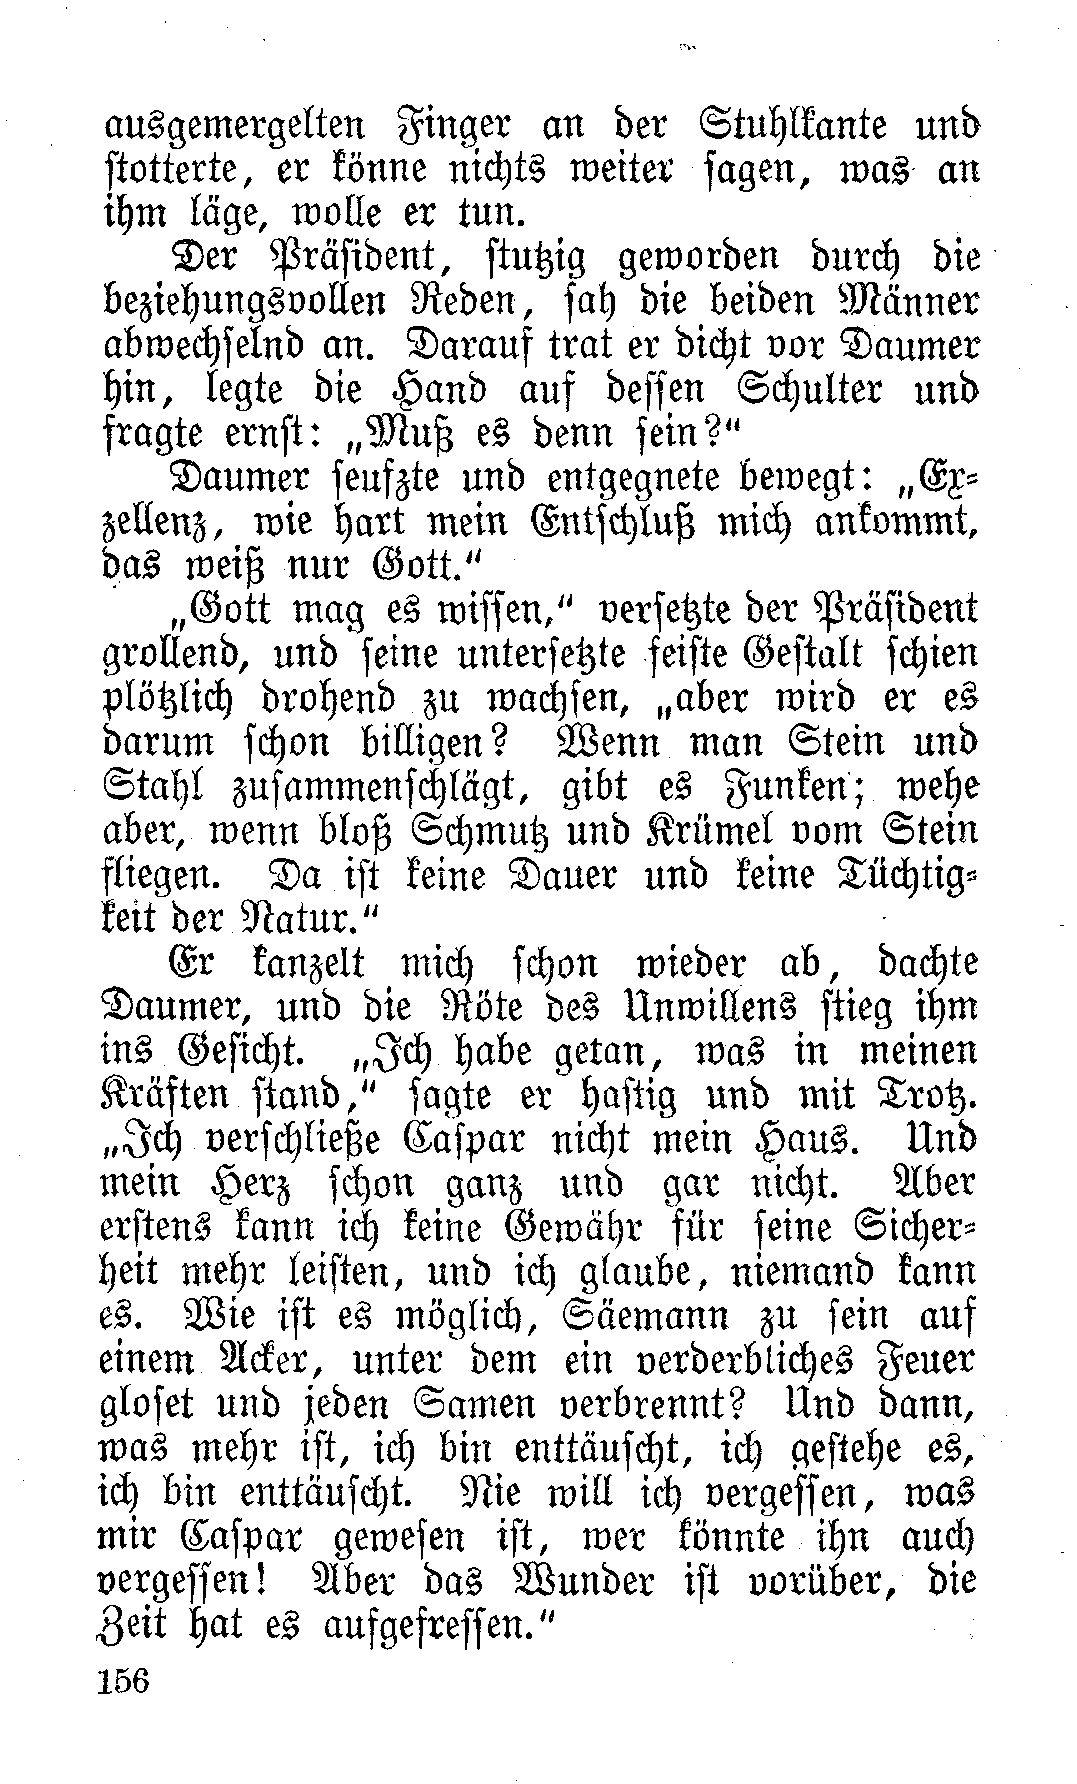 ausgemergelten Finger an der Stuhlkante und
stotterte, er könne nichts weiter sagen, was an
ihm läge, wolle er tun.
Der Präsident, stutzig geworden durch die
beziehungsvollen Reden, sah die beiden Männer
abwechselnd an. Darauf trat er dicht vor Daumer
hin, legte die Hand auf dessen Schulter und
fragte ernst: „Muß es denn sein?“
Daumer seufzte und entgegnete bewegt: „Ex-
zellenz, wie hart mein Entschluß mich ankommt,
das weiß nur Gott.“
„Gott mag es wissen,“ versetzte der Präsident
grollend, und seine untersetzte feiste Gestalt schien
plötzlich drohend zu wachsen, „aber wird er es
darum schon billigen? Wenn man Stein und
Stahl zusammenschlägt, gibt es Funken; wehe
aber, wenn bloß Schmutz und Krümel vom Stein
fliegen. Da ist keine Dauer und keine Tüchtig-
keit der Natur.“
Er kanzelt mich schon wieder ab, dachte
Daumer, und die Röte des Unwillens stieg ihm
ins Gesicht. „Ich habe getan, was in meinen
Kräften stand,“ sagte er hastig und mit Trotz.
„Ich verschließe Caspar nicht mein Haus. Und
mein Herz schon ganz und gar nicht. Aber
erstens kann ich keine Gewähr für seine Sicher-
heit mehr leisten, und ich glaube, niemand kann
es. Wie ist es möglich, Säemann zu sein auf
einem Acker, unter dem ein verderbliches Feuer
gloset und jeden Samen verbrennt? Und dann,
was mehr ist, ich bin enttäuscht, ich gestehe es,
ich bin enttäuscht. Nie will ich vergessen, was
mir Caspar gewesen ist, wer könnte ihn auch
vergessen! Aber das Wunder ist vorüber, die
Zeit hat es aufgefressen.“
156